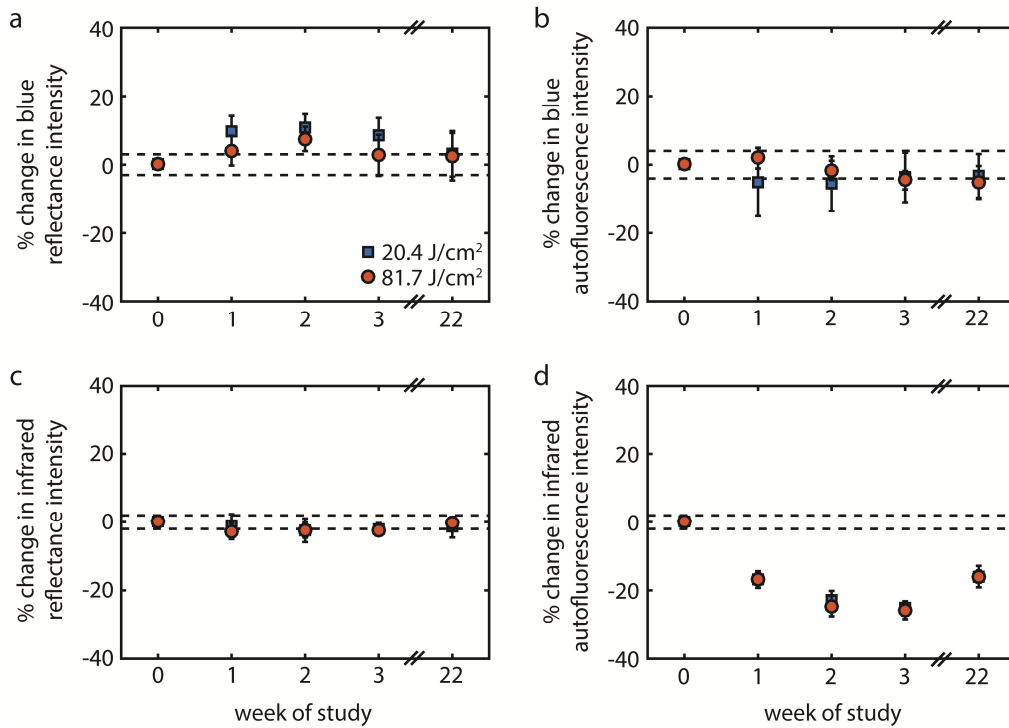 a
% change in blue
reflectance intensity
40
20
0
-20
-40
0 1 2 3 22
20.4 J/cm²
81.7 J/cm²
b
% change in blue
autofluorescence intensity
40
20
0
-20
-40
0 1 2 3 22
c
% change in infrared
reflectance intensity
40
20
0
-20
-40
0 1 2 3 22
week of study
d
% change in infrared
autofluorescence intensity
40
20
0
-20
-40
0 1 2 3 22
week of study